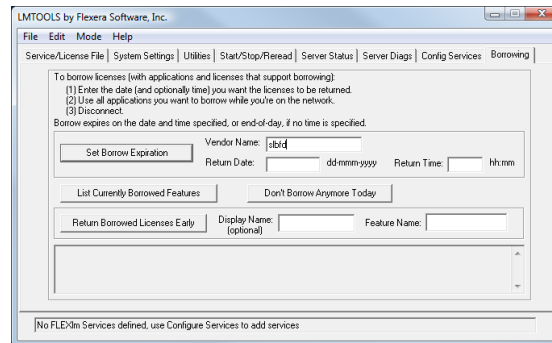 LMTOOLS by Flexera Software, Inc.
File Edit Mode Help
Service/License File System Settings Utilities Start/Stop/Reread Server Status Server Diags Config Services Borrowing
To borrow licenses (with applications and licenses that support borrowing):
(1) Enter the date (and optionally time) you want the licenses to be returned.
(2) Use all applications you want to borrow while you're on the network.
(3) Disconnect.
Borrow expires on the date and time specified, or end-of-day, if no time is specified.
Set Borrow Expiration Vendor Name: slbfd
Return Date: dd-mmm-yyyy Return Time: hh:mm
List Currently Borrowed Features Don't Borrow Anymore Today
Return Borrowed Licenses Early Display Name: Feature Name:
(optional)
No FLEXlm Services defined, use Configure Services to add services